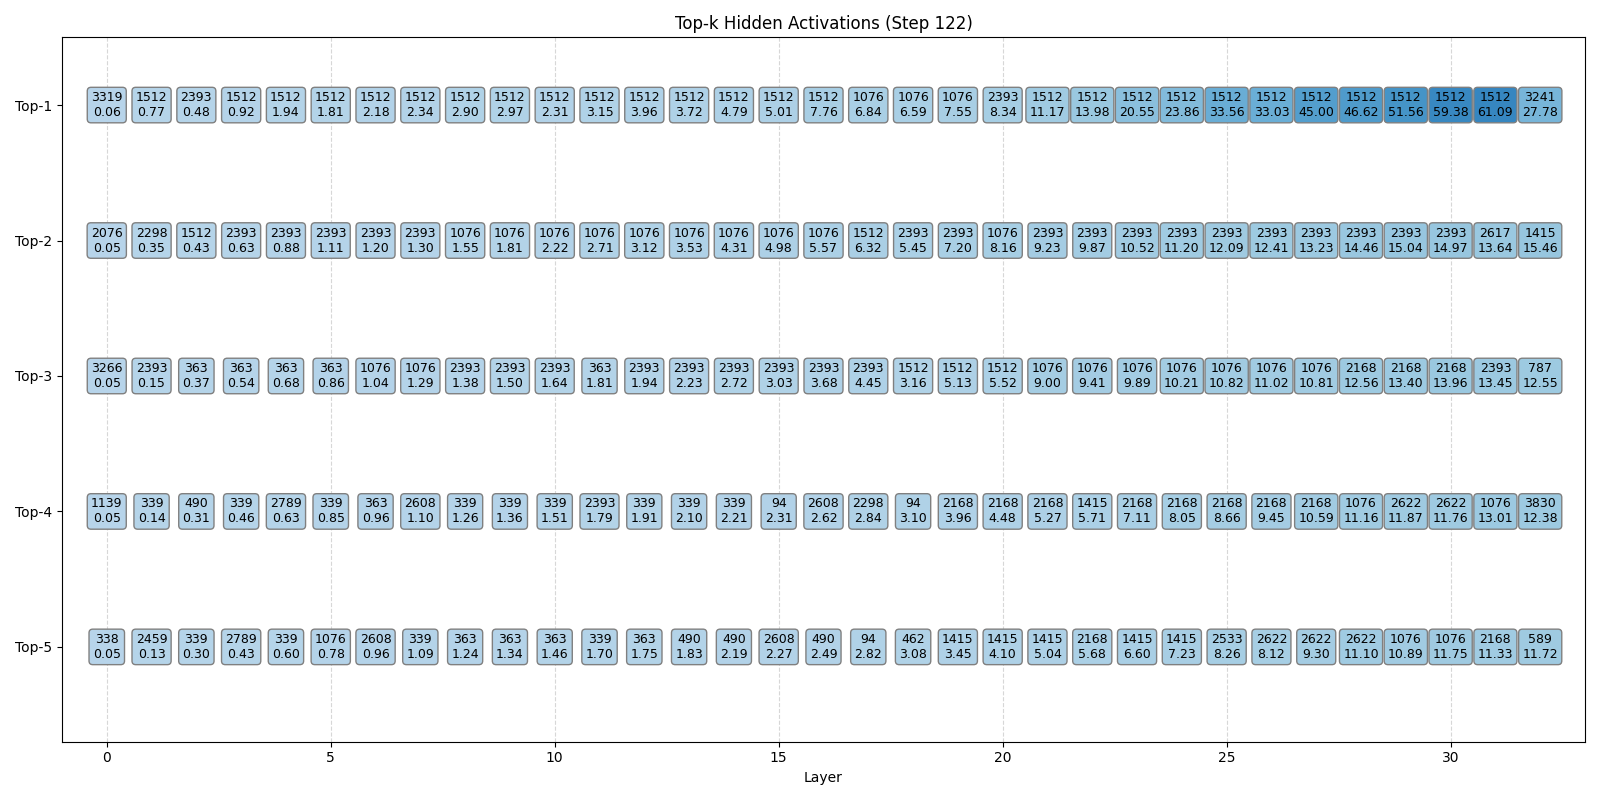 Top-k Hidden Activations (Step 122)
Top-1
3319 1512 2393 1512 1512 1512 1512 1512 1512 1512 1512 1512 1512 1512 1512 1512 1512 1076 1076 1076 2393 1512 1512 1512 1512 1512 1512 1512 1512 1512 1512 1512 3241
0.06 0.77 0.48 0.92 1.94 1.81 2.18 2.34 2.90 2.97 2.31 3.15 3.96 3.72 4.79 5.01 7.76 6.84 6.59 7.55 8.34 11.17 13.98 20.55 23.86 33.56 33.03 45.00 46.62 51.56 59.38 61.09 27.78
Top-2
2076 2298 1512 2393 2393 2393 2393 2393 1076 1076 1076 1076 1076 1076 1076 1076 1076 1512 2393 2393 1076 2393 2393 2393 2393 2393 2393 2393 2393 2393 2393 2617 1415
0.05 0.35 0.43 0.63 0.88 1.11 1.20 1.30 1.55 1.81 2.22 2.71 3.12 3.53 4.31 4.98 5.57 6.32 5.45 7.20 8.16 9.23 9.87 10.52 11.20 12.09 12.41 13.23 14.46 15.04 14.97 13.64 15.46
Top-3
3266 2393 363 363 363 363 1076 1076 2393 2393 2393 363 2393 2393 2393 2393 2393 2393 1512 1512 1512 1076 1076 1076 1076 1076 1076 1076 2168 2168 2168 2393 787
0.05 0.15 0.37 0.54 0.68 0.86 1.04 1.29 1.38 1.50 1.64 1.81 1.94 2.23 2.72 3.03 3.68 4.45 3.16 5.13 5.52 9.00 9.41 9.89 10.21 10.82 11.02 10.81 12.56 13.40 13.96 13.45 12.55
Top-4
1139 339 490 339 2789 339 363 2608 339 339 339 2393 339 339 339 94 2608 2298 94 2168 2168 2168 1415 2168 2168 2168 2168 2168 1076 2622 2622 1076 3830
0.05 0.14 0.31 0.46 0.63 0.85 0.96 1.10 1.26 1.36 1.51 1.79 1.91 2.10 2.21 2.31 2.62 2.84 3.10 3.96 4.48 5.27 5.71 7.11 8.05 8.66 9.45 10.59 11.16 11.87 11.76 13.01 12.38
Top-5
338 2459 339 2789 339 1076 2608 339 363 363 363 339 363 490 490 2608 490 94 462 1415 1415 1415 2168 1415 1415 2533 2622 2622 2622 1076 1076 2168 589
0.05 0.13 0.30 0.43 0.60 0.78 0.96 1.09 1.24 1.34 1.46 1.70 1.75 1.83 2.19 2.27 2.49 2.82 3.08 3.45 4.10 5.04 5.68 6.60 7.23 8.26 8.12 9.30 11.10 10.89 11.75 11.33 11.72
0 5 10 15 20 25 30
Layer